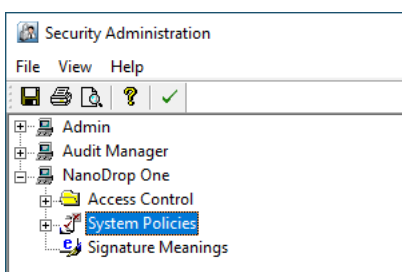 Security Administration
File View Help
Admin
Audit Manager
NanoDrop One
Access Control
System Policies
Signature Meanings